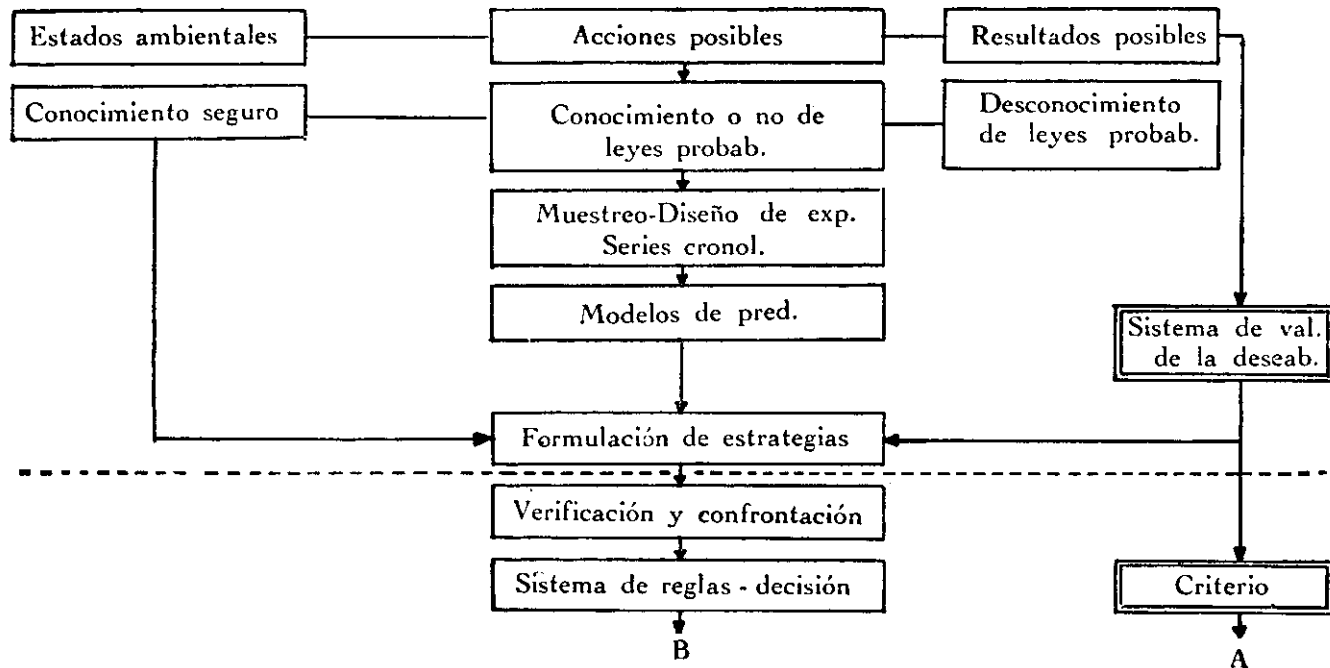 Estados ambientales
Acciones posibles
Resultados posibles
Conocimiento seguro
Conocimiento o no de
leyes probab.
Desconocimiento
de leyes probab.
Muestreo-Diseño de exp.
Series cronol.
Modelos de pred.
Sistema de val.
de la deseab.
Formulación de estrategias
Verificación y confrontación
Sistema de reglas - decisión
Criterio
B
A